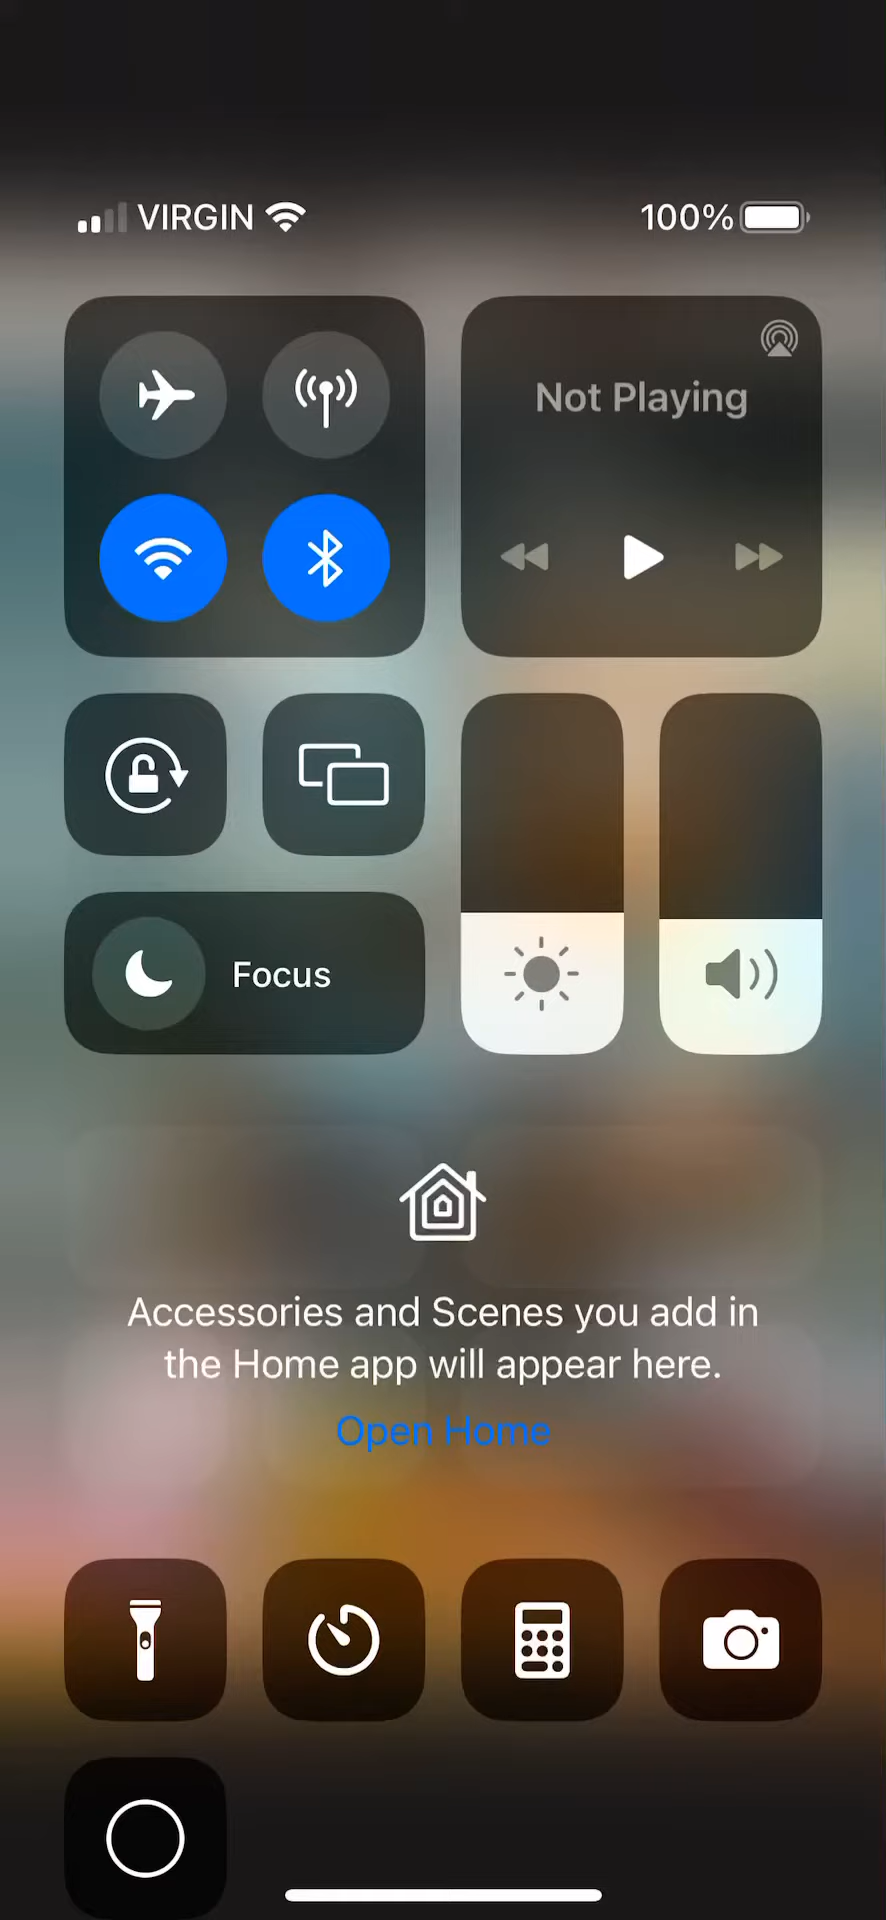 VIRGIN 100%
Not Playing
Focus
Accessories and Scenes you add in
the Home app will appear here.
Open Home